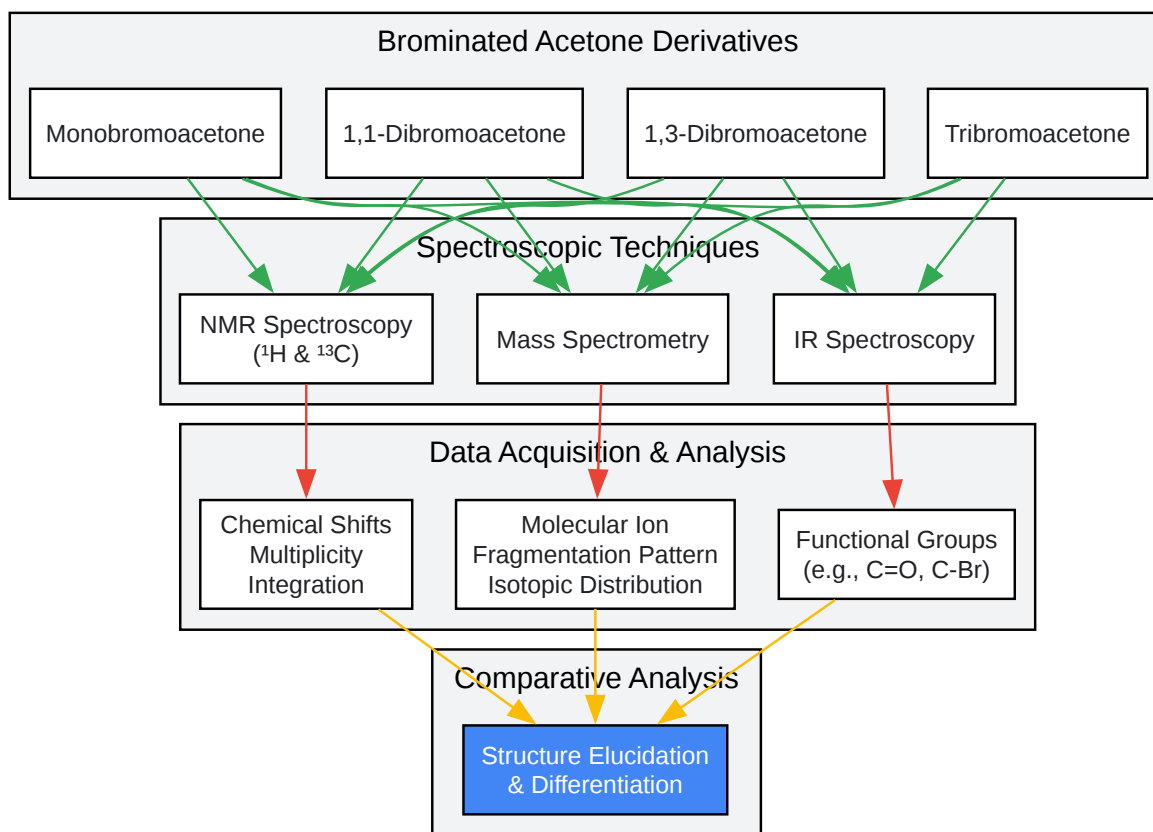 Brominated Acetone Derivatives
Monobromoacetone
1,1-Dibromoacetone
1,3-Dibromoacetone
Tribromoacetone
Spectroscopic Techniques
NMR Spectroscopy
(¹H & ¹³C)
Mass Spectrometry
IR Spectroscopy
Data Acquisition & Analysis
Chemical Shifts
Multiplicity
Integration
Molecular Ion
Fragmentation Pattern
Isotopic Distribution
Functional Groups
(e.g., C=O, C-Br)
Comparative Analysis
Structure Elucidation
& Differentiation